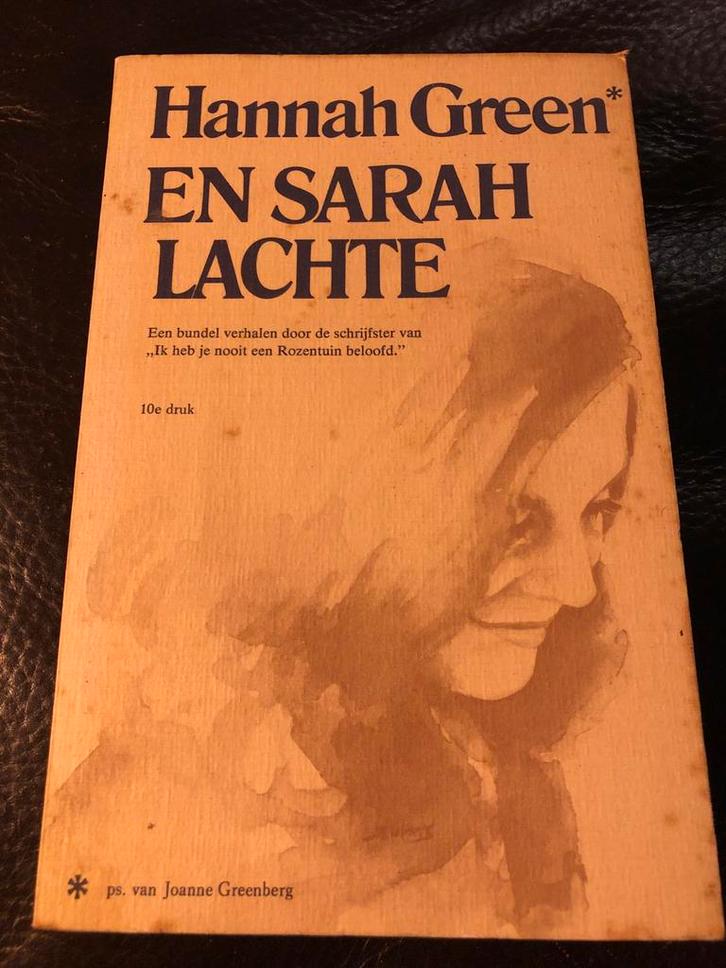 Hannah Green*
EN SARAH
LACHTE
Een bundel verhalen door de schrijfster van
„Ik heb je nooit een Rozentuin beloofd.”
10e druk
* ps. van Joanne Greenberg